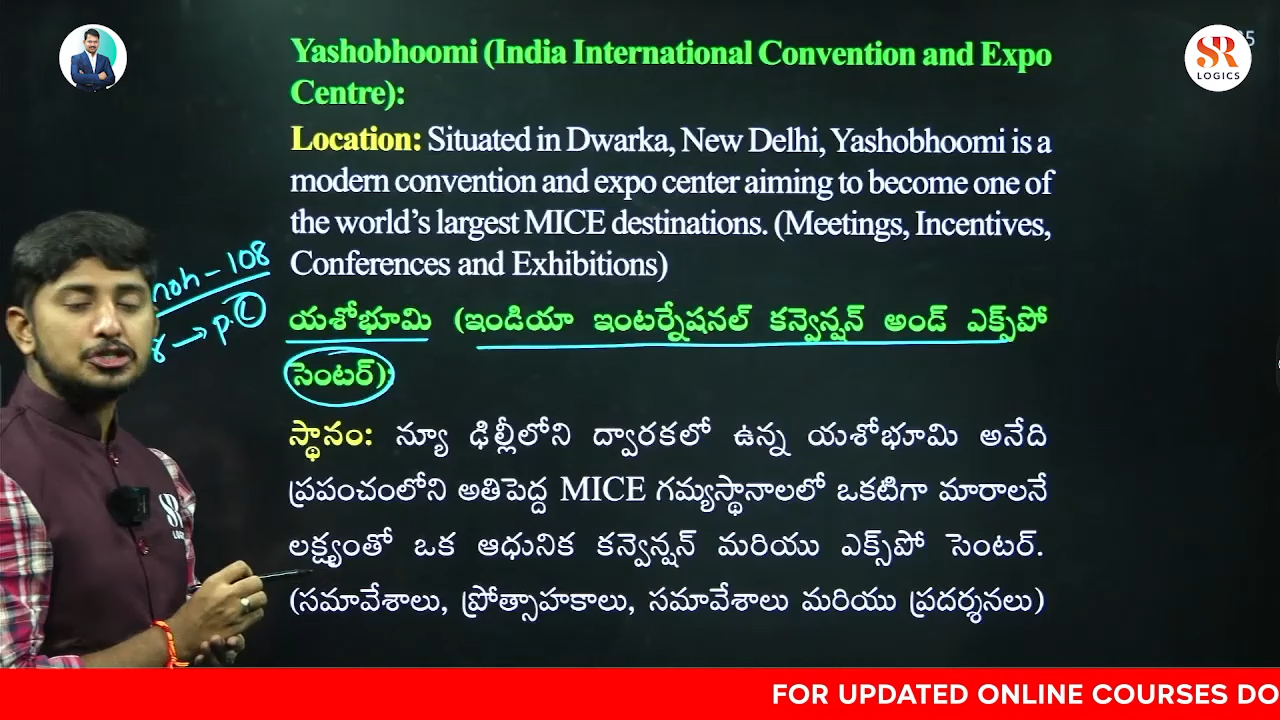 Yashobhoomi (India International Convention and Expo
Centre):
Location: Situated in Dwarka, New Delhi, Yashobhoomi is a
modern convention and expo center aiming to become one of
the world’s largest MICE destinations. (Meetings, Incentives,
Conferences and Exhibitions)
noh - 108
8 → p.C
యశోభూమి (ఇండియా ఇంటర్నేషనల్ కన్వెన్షన్ అండ్ ఎక్స్‌పో
సెంటర్):
స్థానం: న్యూ ఢిల్లీలోని ద్వారకలో ఉన్న యశోభూమి అనేది
ప్రపంచంలోని అతిపెద్ద MICE గమ్యస్థానాలలో ఒకటిగా మారాలనే
లక్ష్యంతో ఒక ఆధునిక కన్వెన్షన్ మరియు ఎక్స్‌పో సెంటర్.
(సమావేశాలు, ప్రోత్సాహకాలు, సమావేశాలు మరియు ప్రదర్శనలు)
SR
LOGICS
FOR UPDATED ONLINE COURSES DO